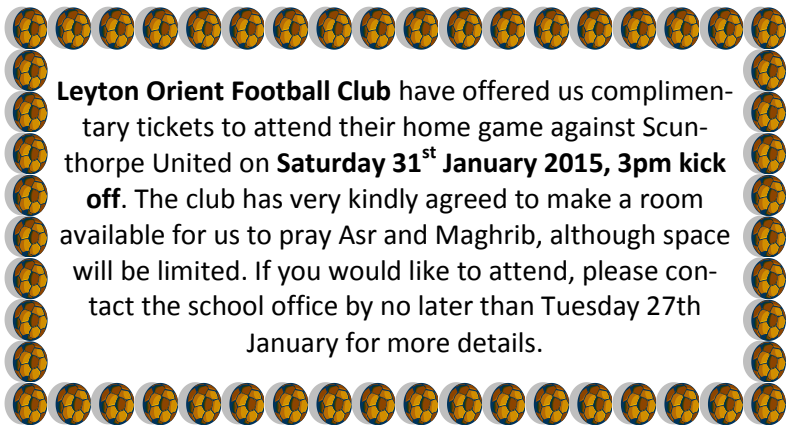 Leyton Orient Football Club have offered us complimen-
tary tickets to attend their home game against Scun-
thorpe United on Saturday 31st January 2015, 3pm kick
off. The club has very kindly agreed to make a room
available for us to pray Asr and Maghrib, although space
will be limited. If you would like to attend, please con-
tact the school office by no later than Tuesday 27th
January for more details.